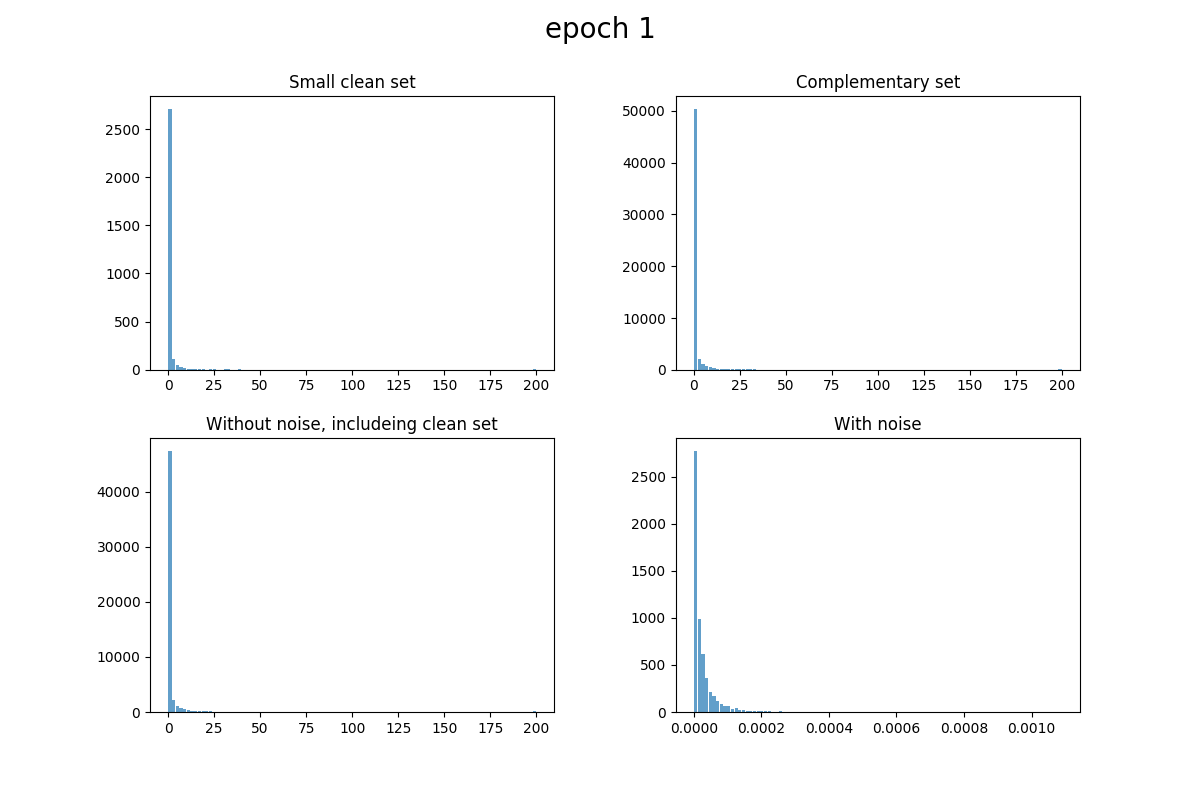 epoch 1
Small clean set
2500
2000
1500
1000
500
0
0 25 50 75 100 125 150 175 200
Complementary set
50000
40000
30000
20000
10000
0
0 25 50 75 100 125 150 175 200
Without noise, includeing clean set
40000
30000
20000
10000
0
0 25 50 75 100 125 150 175 200
With noise
2500
2000
1500
1000
500
0
0.0000 0.0002 0.0004 0.0006 0.0008 0.0010